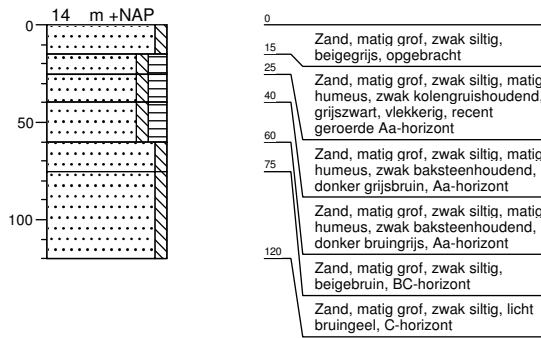 14 m +NAP
0
50
100
0
Zand, matig grof, zwak siltig,
beigegrijs, opgebracht
15
Zand, matig grof, zwak siltig, matig
humeus, zwak kolengruishoudend,
grijszwart, vlekkerig, recent
geroerde Aa-horizont
25
Zand, matig grof, zwak siltig, matig
humeus, zwak baksteenhoudend,
donker grijsbruin, Aa-horizont
40
Zand, matig grof, zwak siltig, matig
humeus, zwak baksteenhoudend,
donker bruingrijs, Aa-horizont
60
Zand, matig grof, zwak siltig,
beigebruin, BC-horizont
75
Zand, matig grof, zwak siltig, licht
bruingeel, C-horizont
120